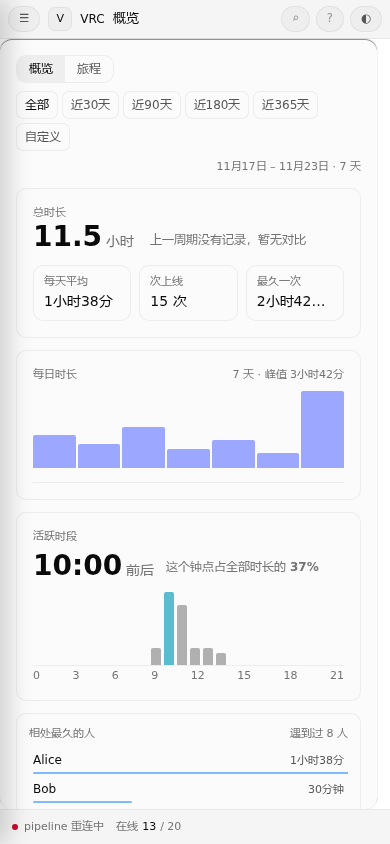 ☰ V VRC 概览 ⌕ ? ◐
概览 旅程
全部 近30天 近90天 近180天 近365天
自定义
11月17日 – 11月23日 · 7 天
总时长
11.5 小时 上一周期没有记录，暂无对比
每天平均 次上线 最久一次
1小时38分 15 次 2小时42…
每日时长 7 天 · 峰值 3小时42分
活跃时段
10:00 前后 这个钟点占全部时长的 37%
0 3 6 9 12 15 18 21
相处最久的人 遇到过 8 人
Alice 1小时38分
Bob 30分钟
pipeline 重连中 在线 13 / 20